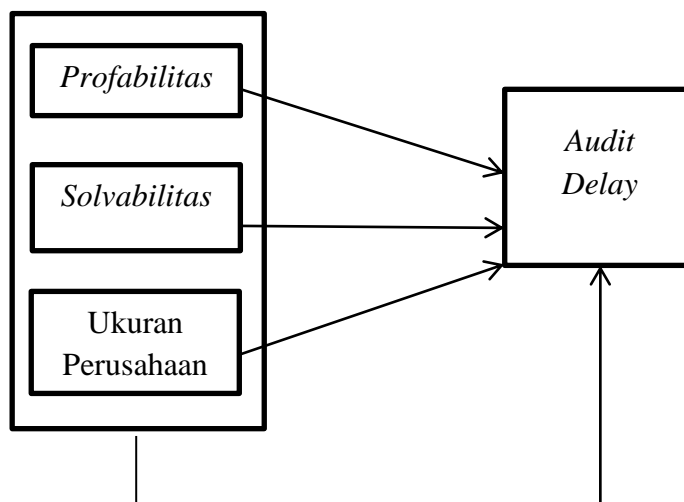 Profabilitas
Solvabilitas
Ukuran
Perusahaan
Audit
Delay